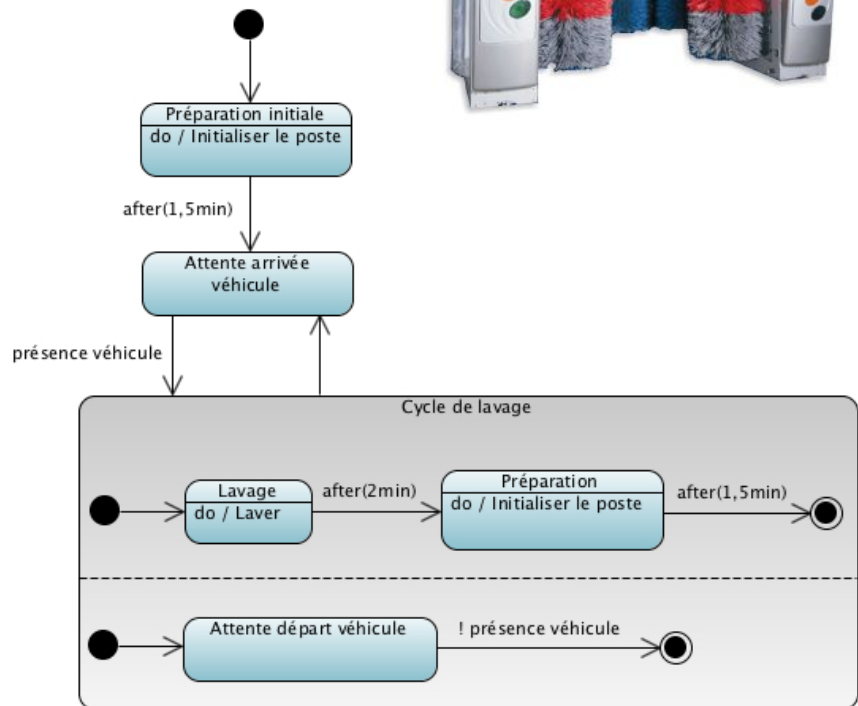 Préparation initiale
do / Initialiser le poste
after(1,5min)
Attente arrivée
véhicule
présence véhicule
Cycle de lavage
Lavage
do / Laver
after(2min)
Préparation
do / Initialiser le poste
after(1,5min)
Attente départ véhicule
! présence véhicule